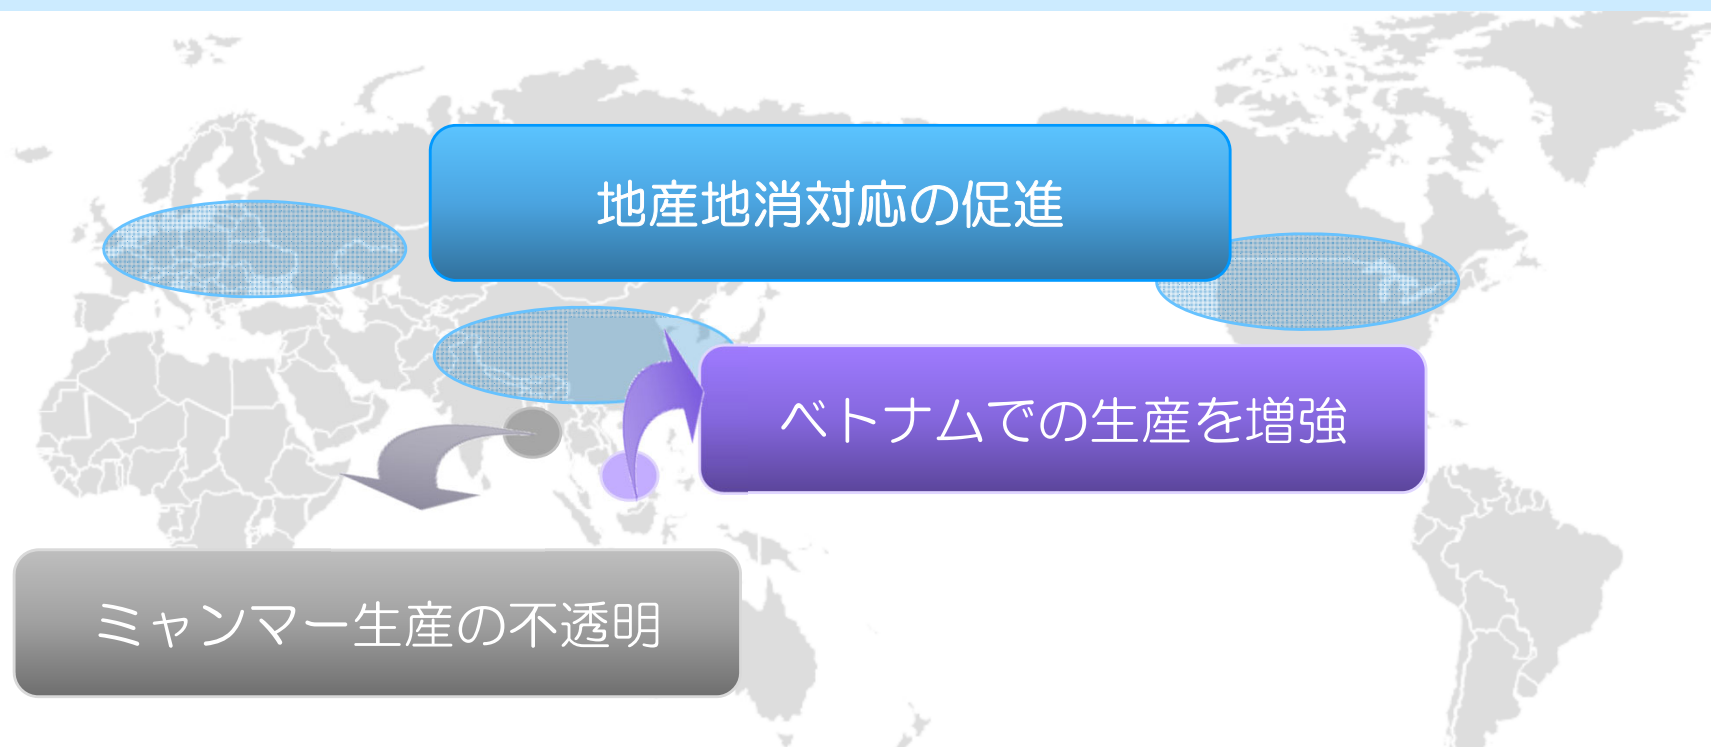 地産地消対応の促進
ベトナムでの生産を増強
ミャンマー生産の不透明